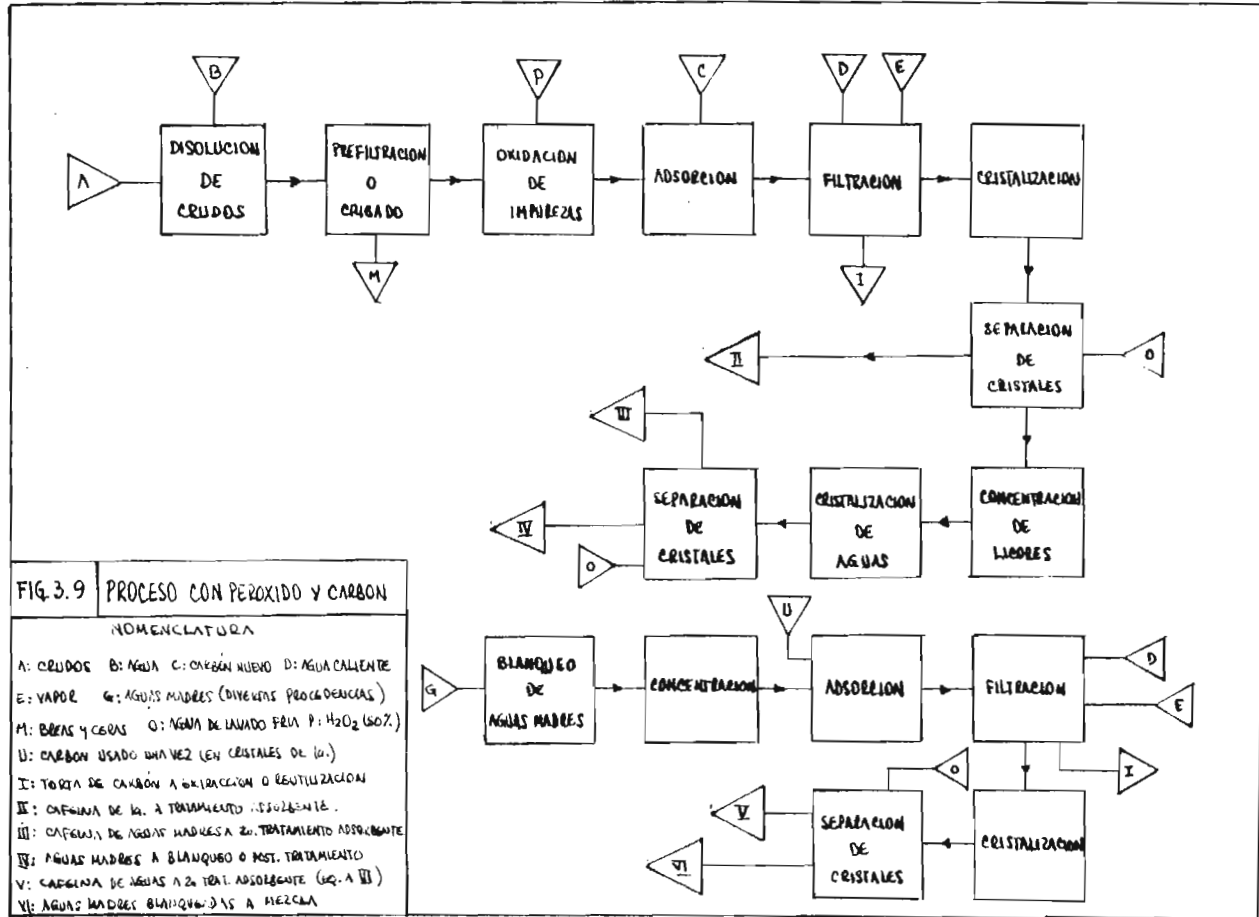 B
P
C
D
E
A
DISOLUCION
DE
CRUDOS
PREFILTRACION
O
CRIBADO
OXIDACION
DE
IMPUREZAS
ADSORCION
FILTRACION
CRISTALIZACION
M
I
SEPARACION
DE
CRISTALES
II
O
III
SEPARACION
DE
CRISTALES
CRISTALIZACION
DE
AGUAS
CONCENTRACION
DE
LICORES
IV
O
U
G
BLANQUEO
DE
AGUAS MADRES
CONCENTRACION
ADSORCION
FILTRACION
D
E
O
I
V
SEPARACION
DE
CRISTALES
CRISTALIZACION
VI
FIG. 3.9 PROCESO CON PEROXIDO Y CARBON
NOMENCLATURA
A: CRUDOS B: AGUA C: CARBÓN NUEVO D: AGUA CALIENTE
E: VAPOR G: AGUAS MADRES (DIVERSAS PROCEDENCIAS)
M: BREAS Y CERAS O: AGUA DE LAVADO FRIA P: H2O2 (50%)
U: CARBON USADO UNA VEZ (EN CRISTALES DE 1a.)
I: TORTA DE CARBÓN A EXTRACCIÓN O REUTILIZACION
II: CAFEINA DE 1a. A TRATAMIENTO
III: CAFEINA DE AGUAS MADRES A 2o. TRATAMIENTO ADSORBENTE
IV: AGUAS MADRES A BLANQUEO O POST. TRATAMIENTO
V: CAFEINA DE AGUAS A 2o TRAT. ADSORBENTE (EQ. A III)
VI: AGUAS MADRES BLANQUEADAS A MEZCLA